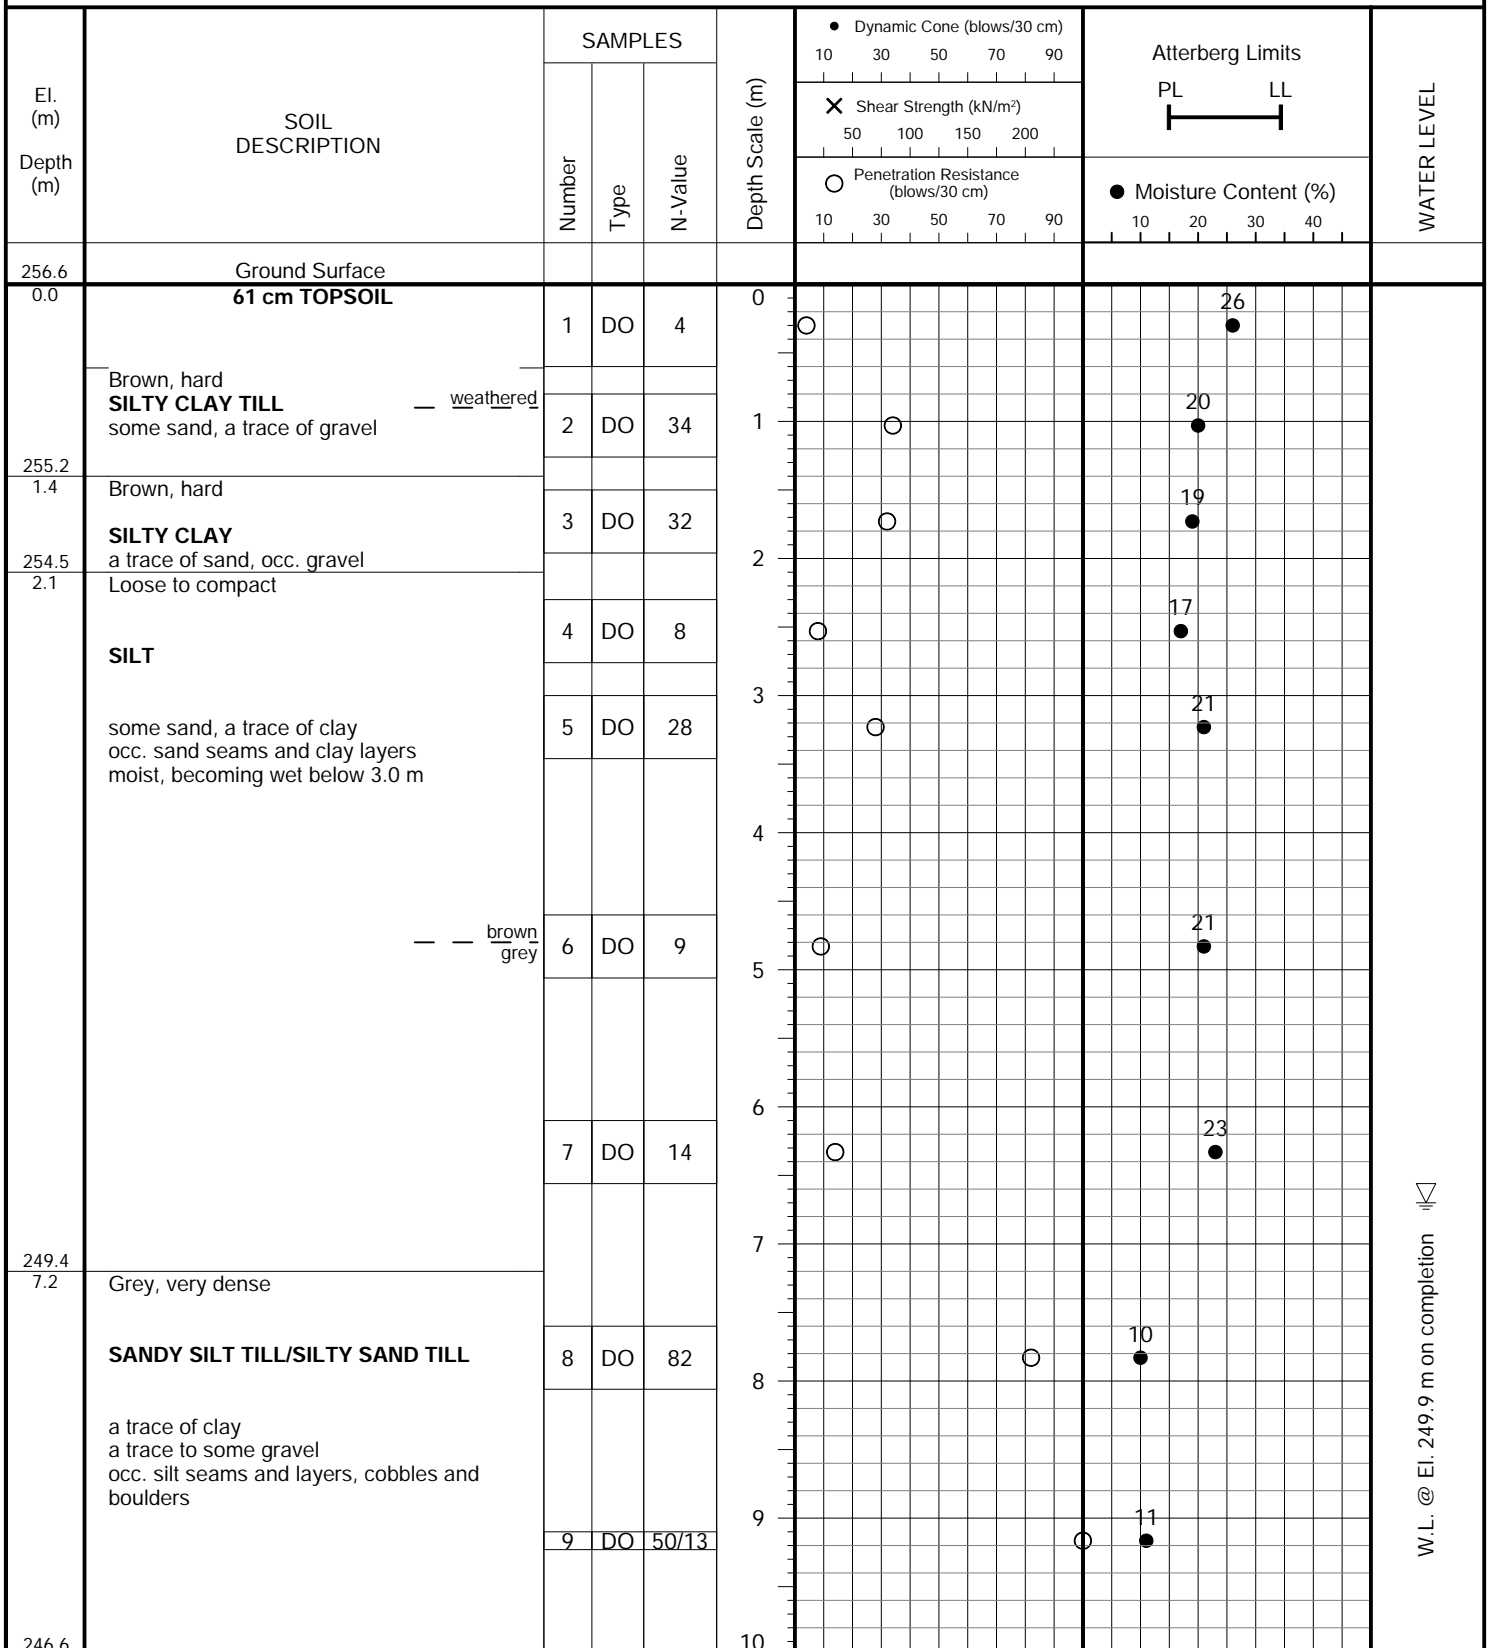 El.
(m)
Depth
(m)
SOIL
DESCRIPTION
SAMPLES
Number
Type
N-Value
Depth Scale (m)
Dynamic Cone (blows/30 cm)
10 30 50 70 90
Shear Strength (kN/m²)
50 100 150 200
Penetration Resistance
(blows/30 cm)
10 30 50 70 90
Atterberg Limits
PL LL
Moisture Content (%)
10 20 30 40
WATER LEVEL
256.6 Ground Surface
0.0 61 cm TOPSOIL 0
26
1 DO 4
Brown, hard
weathered
SILTY CLAY TILL 20
some sand, a trace of gravel 2 DO 34 1
255.2
1.4 Brown, hard 19
3 DO 32
SILTY CLAY
254.5 a trace of sand, occ. gravel 2
2.1 Loose to compact
17
4 DO 8
SILT
3
21
some sand, a trace of clay 5 DO 28
occ. sand seams and clay layers
moist, becoming wet below 3.0 m
4
21
brown
grey 6 DO 9
5
6
23
7 DO 14
7
249.4
7.2 Grey, very dense
10
SANDY SILT TILL/SILTY SAND TILL 8 DO 82
8
a trace of clay
a trace to some gravel
occ. silt seams and layers, cobbles and
boulders
9 11
9 DO 50/13
W.L. @ El. 249.9 m on completion
246.6 10